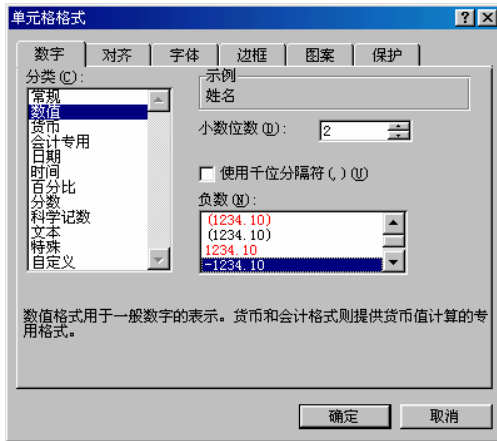 单元格格式
数字 对齐 字体 边框 图案 保护
分类(C):
常规
数值
货币
会计专用
日期
时间
百分比
分数
科学记数
文本
特殊
自定义
示例
姓名
小数位数(D): 2
使用千位分隔符(,)(U)
负数(N):
(1234.10)
(1234.10)
1234.10
-1234.10
数值格式用于一般数字的表示。货币和会计格式则提供货币值计算的专
用格式。
确定 取消